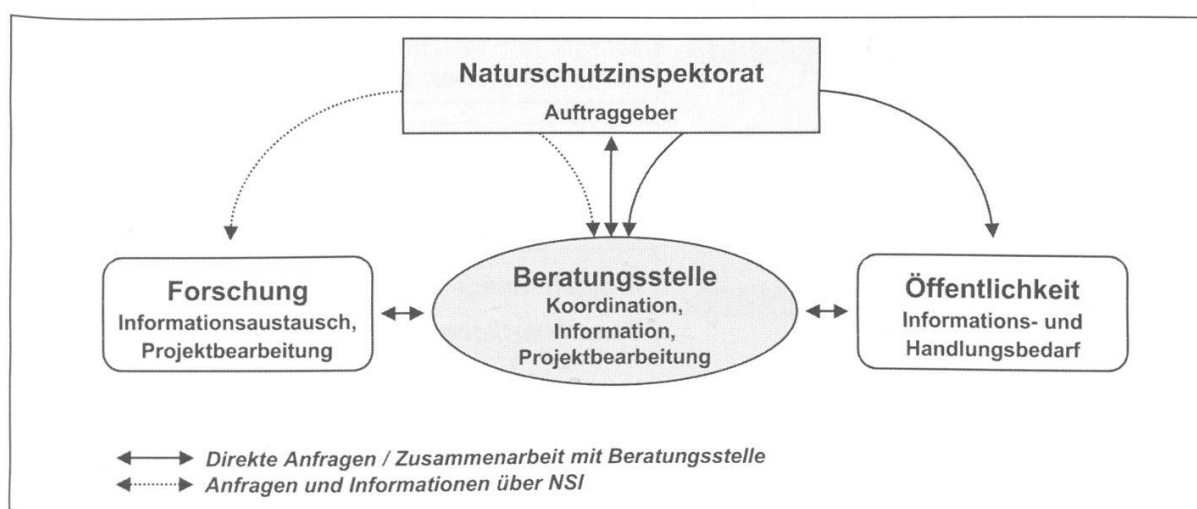 Naturschutzinspektorat
Auftraggeber
Forschung
Informationsaustausch,
Projektbearbeitung
Beratungsstelle
Koordination,
Information,
Projektbearbeitung
Öffentlichkeit
Informations- und
Handlungsbedarf
Direkte Anfragen / Zusammenarbeit mit Beratungsstelle
Anfragen und Informationen über NSI